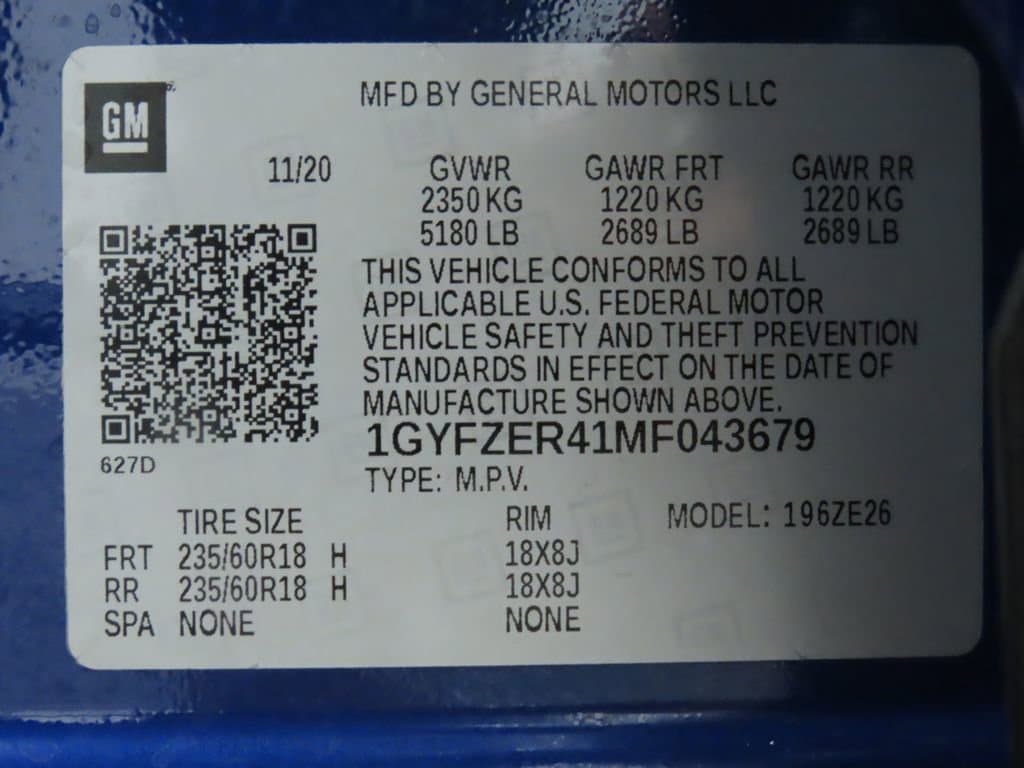 GM
MFD BY GENERAL MOTORS LLC
11/20 GVWR GAWR FRT GAWR RR
2350 KG 1220 KG 1220 KG
5180 LB 2689 LB 2689 LB
THIS VEHICLE CONFORMS TO ALL
APPLICABLE U.S. FEDERAL MOTOR
VEHICLE SAFETY AND THEFT PREVENTION
STANDARDS IN EFFECT ON THE DATE OF
MANUFACTURE SHOWN ABOVE.
1GYFZER41MF043679
627D
TYPE: M.P.V.
TIRE SIZE RIM MODEL: 196ZE26
FRT 235/60R18 H 18X8J
RR 235/60R18 H 18X8J
SPA NONE NONE